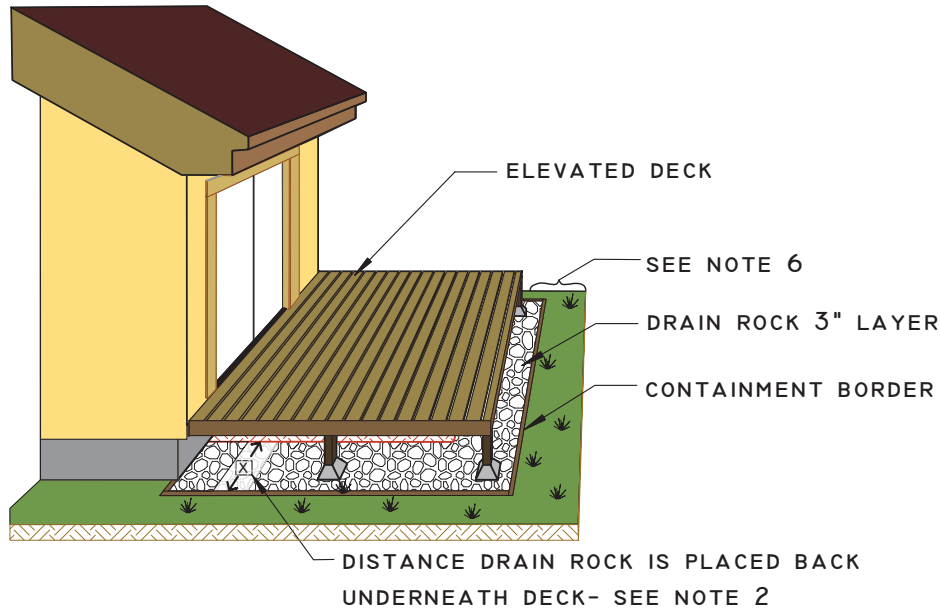 ELEVATED DECK
SEE NOTE 6
DRAIN ROCK 3" LAYER
CONTAINMENT BORDER
X
DISTANCE DRAIN ROCK IS PLACED BACK
UNDERNEATH DECK- SEE NOTE 2